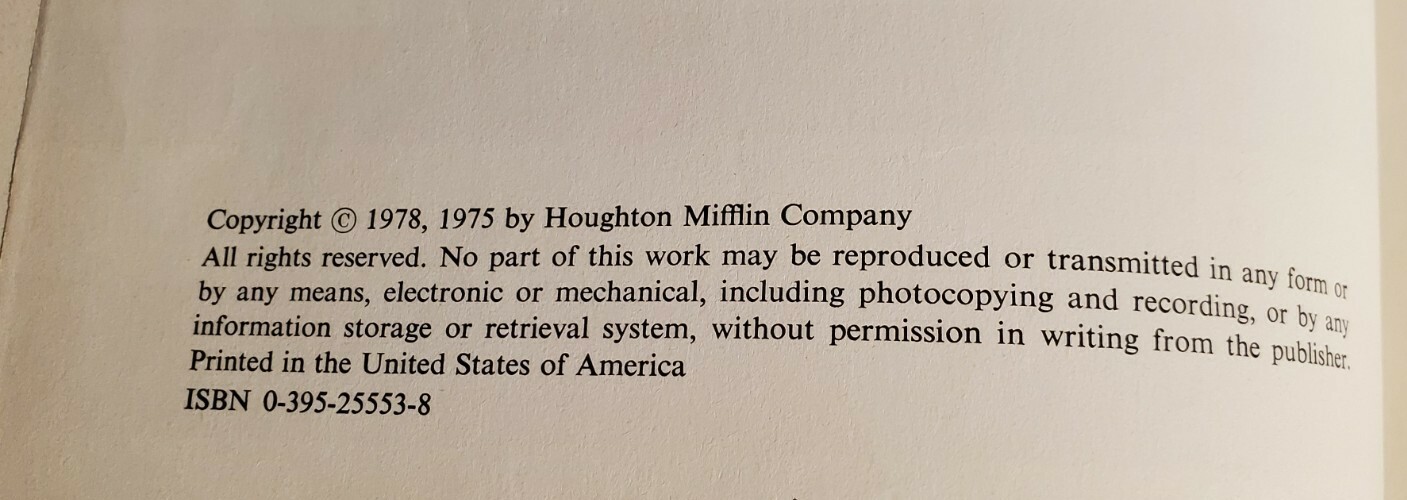 Copyright © 1978, 1975 by Houghton Mifflin Company
All rights reserved. No part of this work may be reproduced or transmitted in any form or
by any means, electronic or mechanical, including photocopying and recording, or by any
information storage or retrieval system, without permission in writing from the publisher.
Printed in the United States of America
ISBN 0-395-25553-8